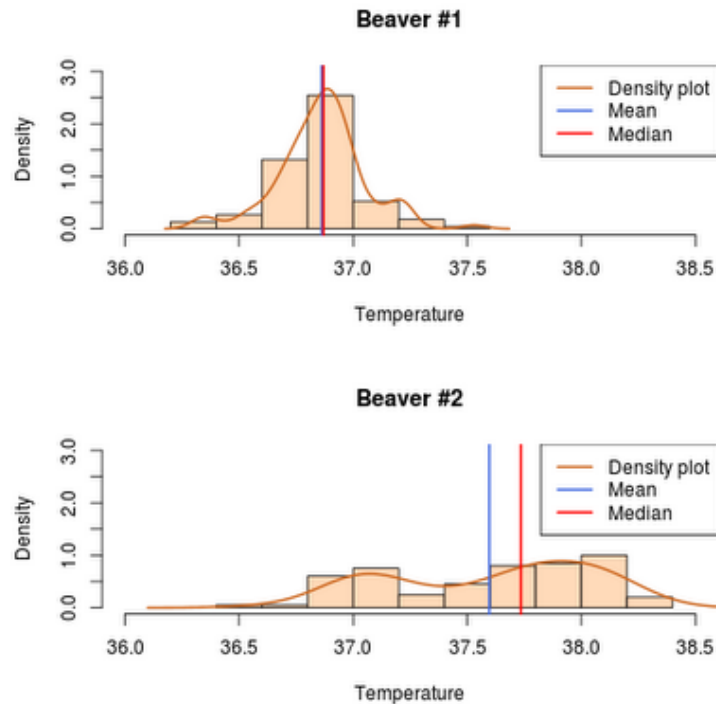 Beaver #1
Density plot
Mean
Median
Density
0.0 1.0 2.0 3.0
36.0 36.5 37.0 37.5 38.0 38.5
Temperature
Beaver #2
Density plot
Mean
Median
Density
0.0 1.0 2.0 3.0
36.0 36.5 37.0 37.5 38.0 38.5
Temperature